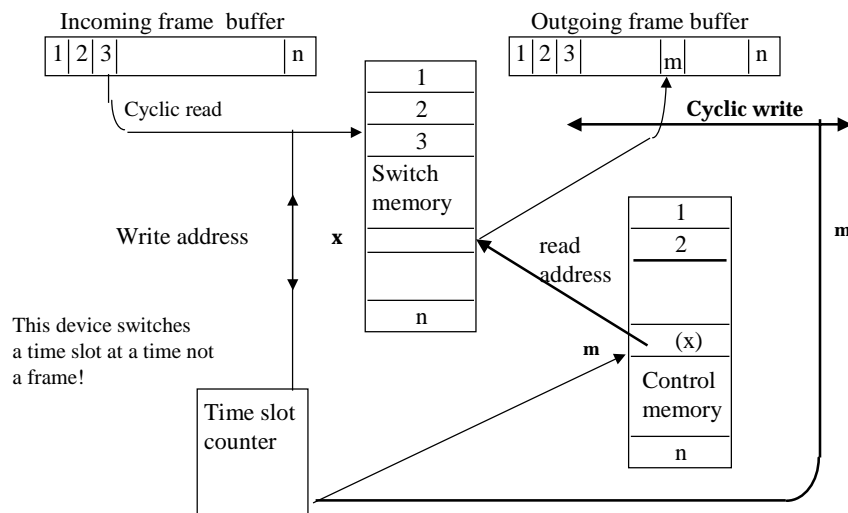 Incoming frame buffer
Outgoing frame buffer
1 2 3 n
1 2 3 m n
Cyclic read
Cyclic write
1
2
3
Switch
memory
n
Write address
x
read
address
m
1
2
(x)
Control
memory
n
m
This device switches
a time slot at a time not
a frame!
Time slot
counter